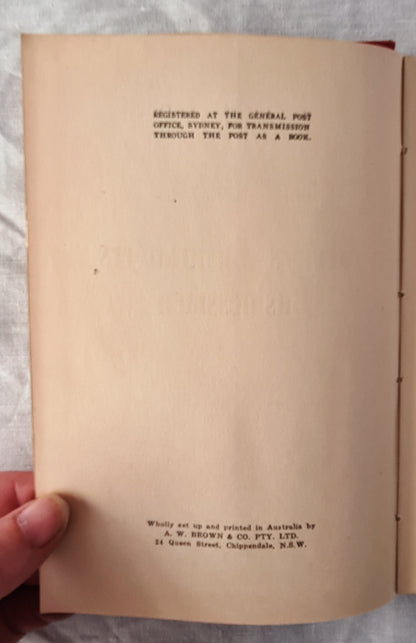 REGISTERED AT THE GENERAL POST
OFFICE, SYDNEY, FOR TRANSMISSION
THROUGH THE POST AS A BOOK.
Wholly set up and printed in Australia by
A. W. BROWN & CO. PTY. LTD.
24 Queen Street, Chippendale, N.S.W.